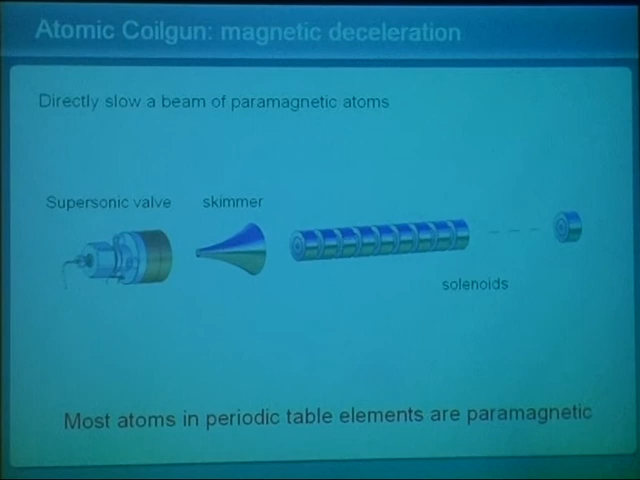 Atomic Coilgun: magnetic deceleration
Directly slow a beam of paramagnetic atoms
Supersonic valve
skimmer
solenoids
Most atoms in periodic table elements are paramagnetic